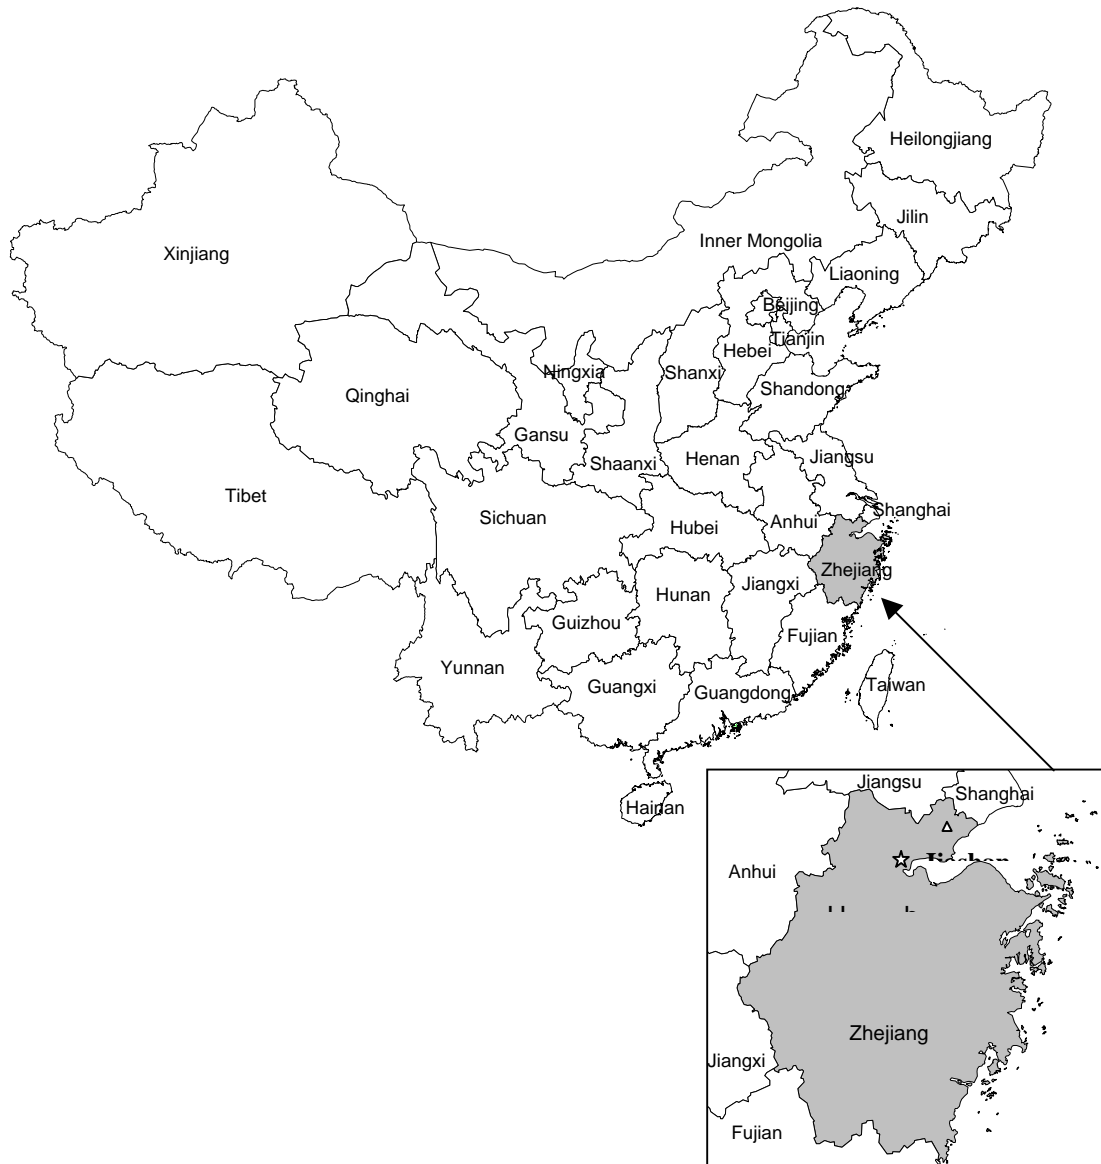 Heilongjiang
Jilin
Inner Mongolia
Xinjiang
Liaoning
Beijing
Tianjin
Hebei
Ningxia
Shanxi
Shandong
Qinghai
Gansu
Henan
Jiangsu
Shaanxi
Tibet
Shanghai
Sichuan
Anhui
Hubei
Zhejiang
Jiangxi
Hunan
Guizhou
Fujian
Yunnan
Guangxi
Guangdong
Taiwan
Hainan
Jiangsu
Shanghai
Anhui
Zhejiang
Jiangxi
Fujian